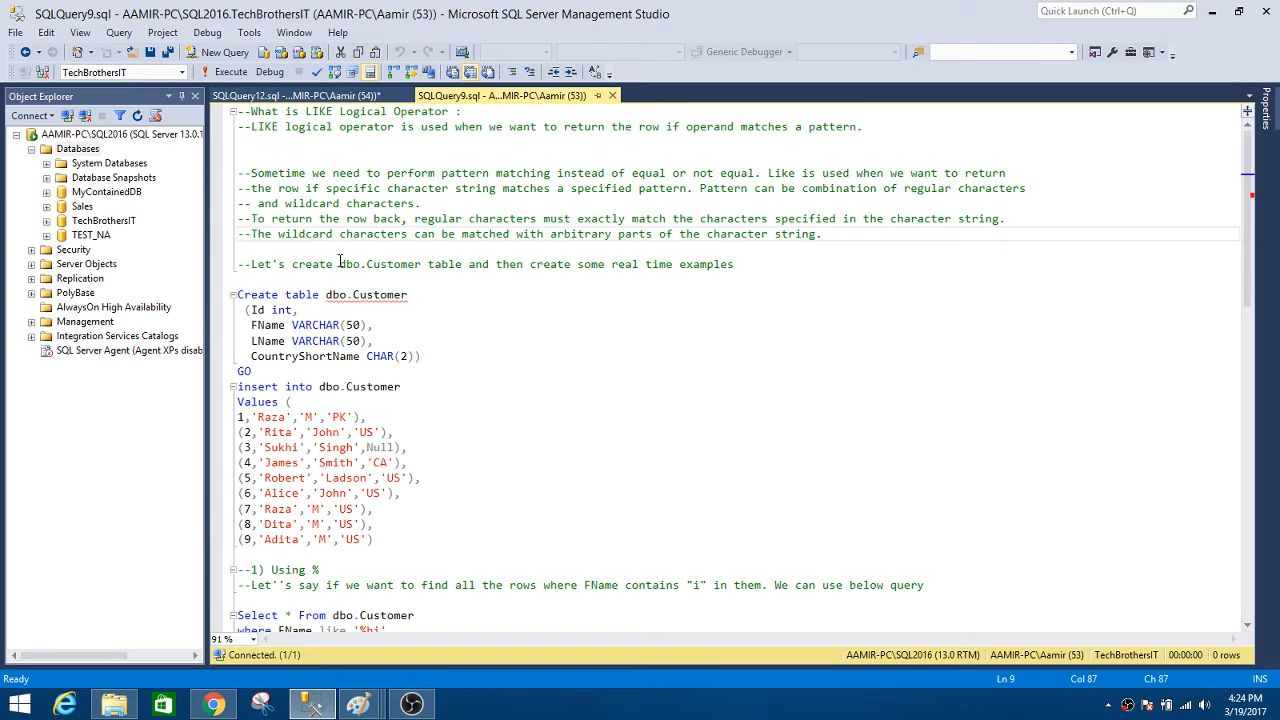 SQLQuery9.sql - AAMIR-PC\SQL2016.TechBrothersIT (AAMIR-PC\Aamir (53)) - Microsoft SQL Server Management Studio
Quick Launch (Ctrl+Q)
File Edit View Query Project Debug Tools Window Help
New Query
Generic Debugger
TechBrothersIT Execute Debug
Object Explorer
SQLQuery12.sql -...MIR-PC\Aamir (54))*
SQLQuery9.sql - A...MIR-PC\Aamir (53))
Properties
Connect
AAMIR-PC\SQL2016 (SQL Server 13.0.1
Databases
System Databases
Database Snapshots
MyContainedDB
Sales
TechBrothersIT
TEST_NA
Security
Server Objects
Replication
PolyBase
AlwaysOn High Availability
Management
Integration Services Catalogs
SQL Server Agent (Agent XPs disab
--What is LIKE Logical Operator :
--LIKE logical operator is used when we want to return the row if operand matches a pattern.
--Sometime we need to perform pattern matching instead of equal or not equal. Like is used when we want to return
--the row if specific character string matches a specified pattern. Pattern can be combination of regular characters
-- and wildcard characters.
--To return the row back, regular characters must exactly match the characters specified in the character string.
--The wildcard characters can be matched with arbitrary parts of the character string.
--Let's create dbo.Customer table and then create some real time examples
Create table dbo.Customer
(Id int,
FName VARCHAR(50),
LName VARCHAR(50),
CountryShortName CHAR(2))
GO
insert into dbo.Customer
Values (
1,'Raza','M','PK'),
(2,'Rita','John','US'),
(3,'Sukhi','Singh',Null),
(4,'James','Smith','CA'),
(5,'Robert','Ladson','US'),
(6,'Alice','John','US'),
(7,'Raza','M','US'),
(8,'Dita','M','US'),
(9,'Adita','M','US')
--1) Using %
--Let''s say if we want to find all the rows where FName contains "i" in them. We can use below query
Select * From dbo.Customer
where FName like '%hi'
91 %
Connected. (1/1)
AAMIR-PC\SQL2016 (13.0 RTM) AAMIR-PC\Aamir (53) TechBrothersIT 00:00:00 0 rows
Ready
Ln 9 Col 87 Ch 87 INS
4:24 PM
3/19/2017